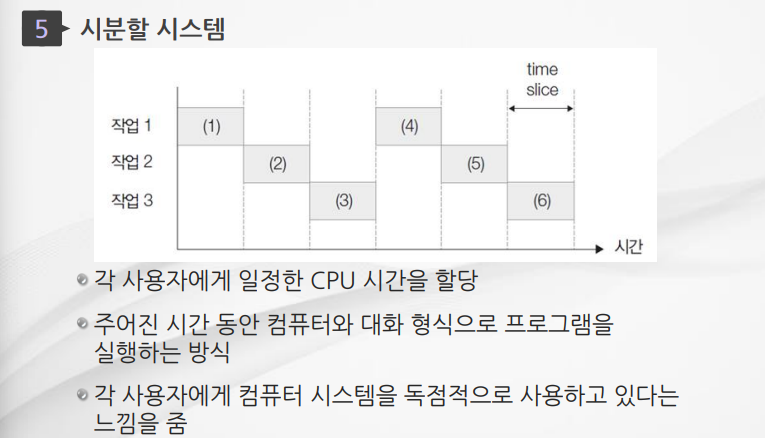 5 시분할 시스템
time
slice
작업 1 (1) (4)
작업 2 (2) (5)
작업 3 (3) (6)
시간
각 사용자에게 일정한 CPU 시간을 할당
주어진 시간 동안 컴퓨터와 대화 형식으로 프로그램을
실행하는 방식
각 사용자에게 컴퓨터 시스템을 독점적으로 사용하고 있다는
느낌을 줌